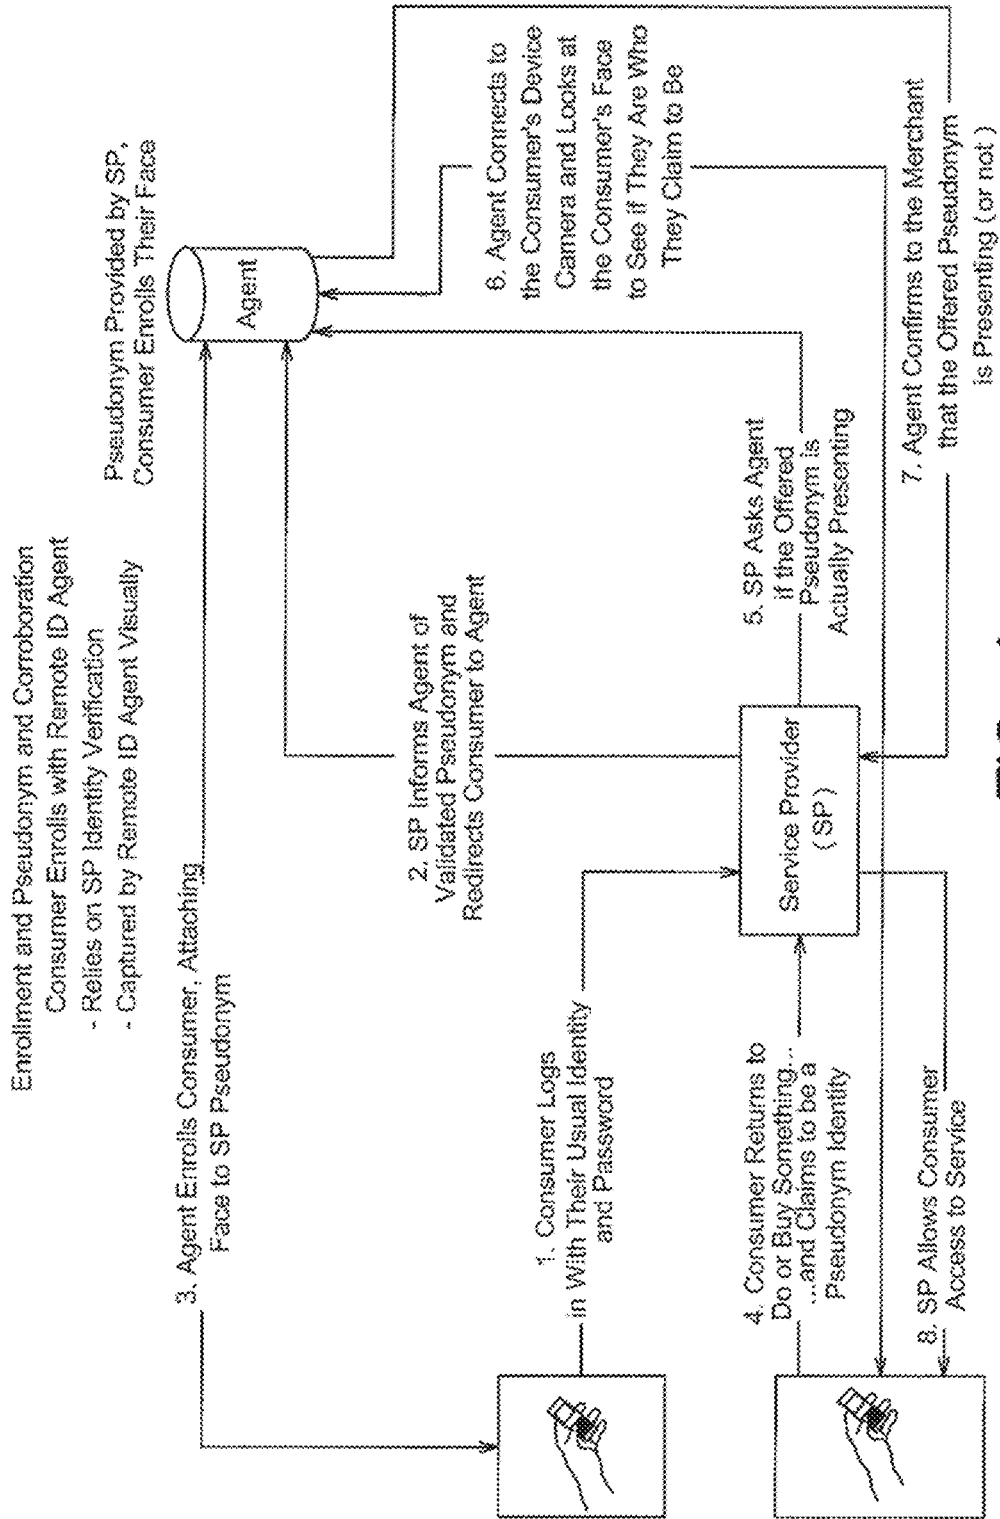 Enrollment and Pseudonym and Corroboration
Consumer Enrolls with Remote ID Agent
- Relies on SP Identity Verification
- Captured by Remote ID Agent Visually
Pseudonym Provided by SP,
Consumer Enrolls Their Face
3. Agent Enrolls Consumer, Attaching
Face to SP Pseudonym
Agent
2. SP Informs Agent of
Validated Pseudonym and
Redirects Consumer to Agent
6. Agent Connects to
the Consumer's Device
Camera and Looks at
the Consumer's Face
to See if They Are Who
They Claim to Be
1. Consumer Logs
in With Their Usual Identity
and Password
Service Provider
(SP)
5. SP Asks Agent
if the Offered
Pseudonym is
Actually Presenting
4. Consumer Returns to
Do or Buy Something...
...and Claims to be a
Pseudonym Identity
7. Agent Confirms to the Merchant
that the Offered Pseudonym
is Presenting (or not)
8. SP Allows Consumer
Access to Service